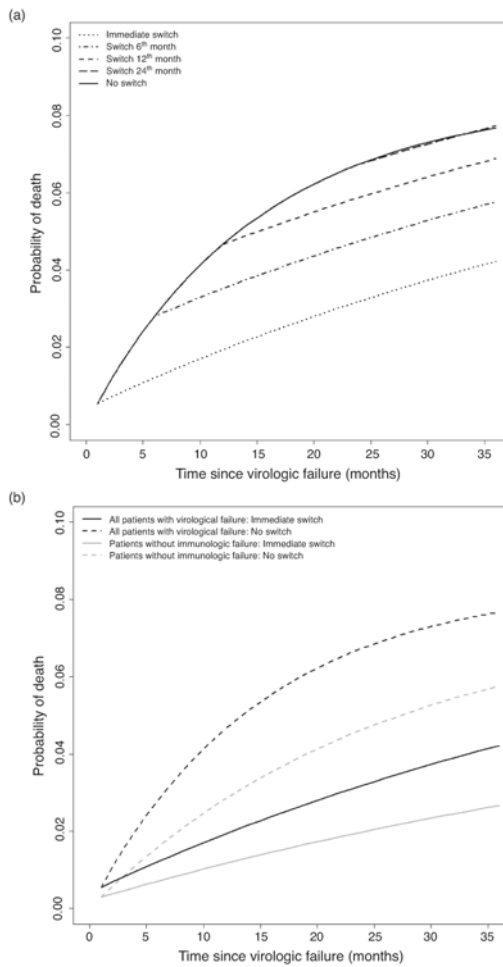 (a)
0.10
Immediate switch
Switch 6th month
Switch 12th month
Switch 24th month
No switch
0.08
0.06
0.04
0.02
0.00
Probability of death
0 5 10 15 20 25 30 35
Time since virologic failure (months)
(b)
0.10
All patients with virological failure: Immediate switch
All patients with virological failure: No switch
Patients without immunologic failure: Immediate switch
Patients without immunologic failure: No switch
0.08
0.06
0.04
0.02
0.00
Probability of death
0 5 10 15 20 25 30 35
Time since virologic failure (months)